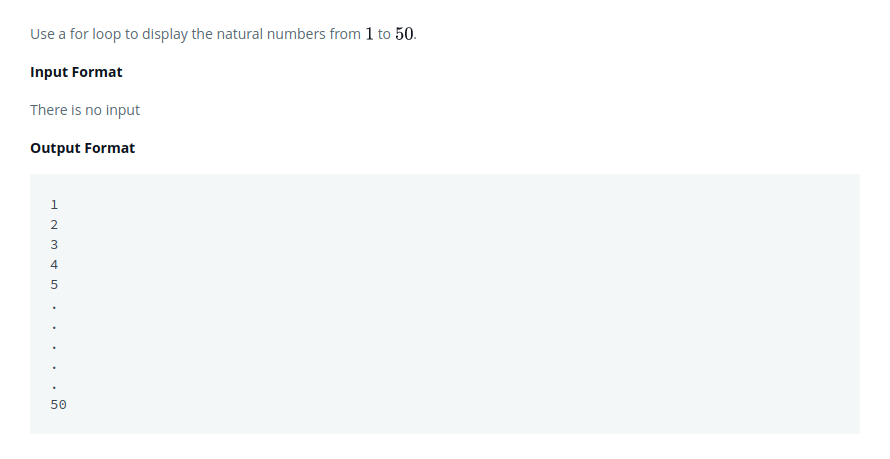 Use a for loop to display the natural numbers from 1 to 50.
Input Format
There is no input
Output Format
1
2
3
4
5
.
.
.
.
.
50